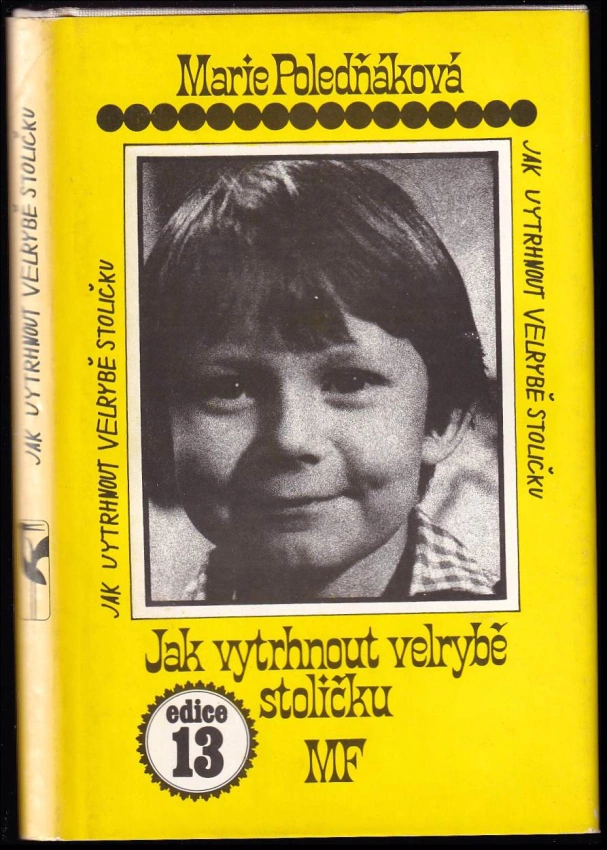 Marie Poledňáková
JAK VYTRHNOUT VELRYBĚ STOLIČKU
JAK VYTRHNOUT VELRYBĚ STOLIČKU
JAK VYTRHNOUT VELRYBĚ STOLIČKU
Jak vytrhnout velrybě
stoličku
edice
13
MF